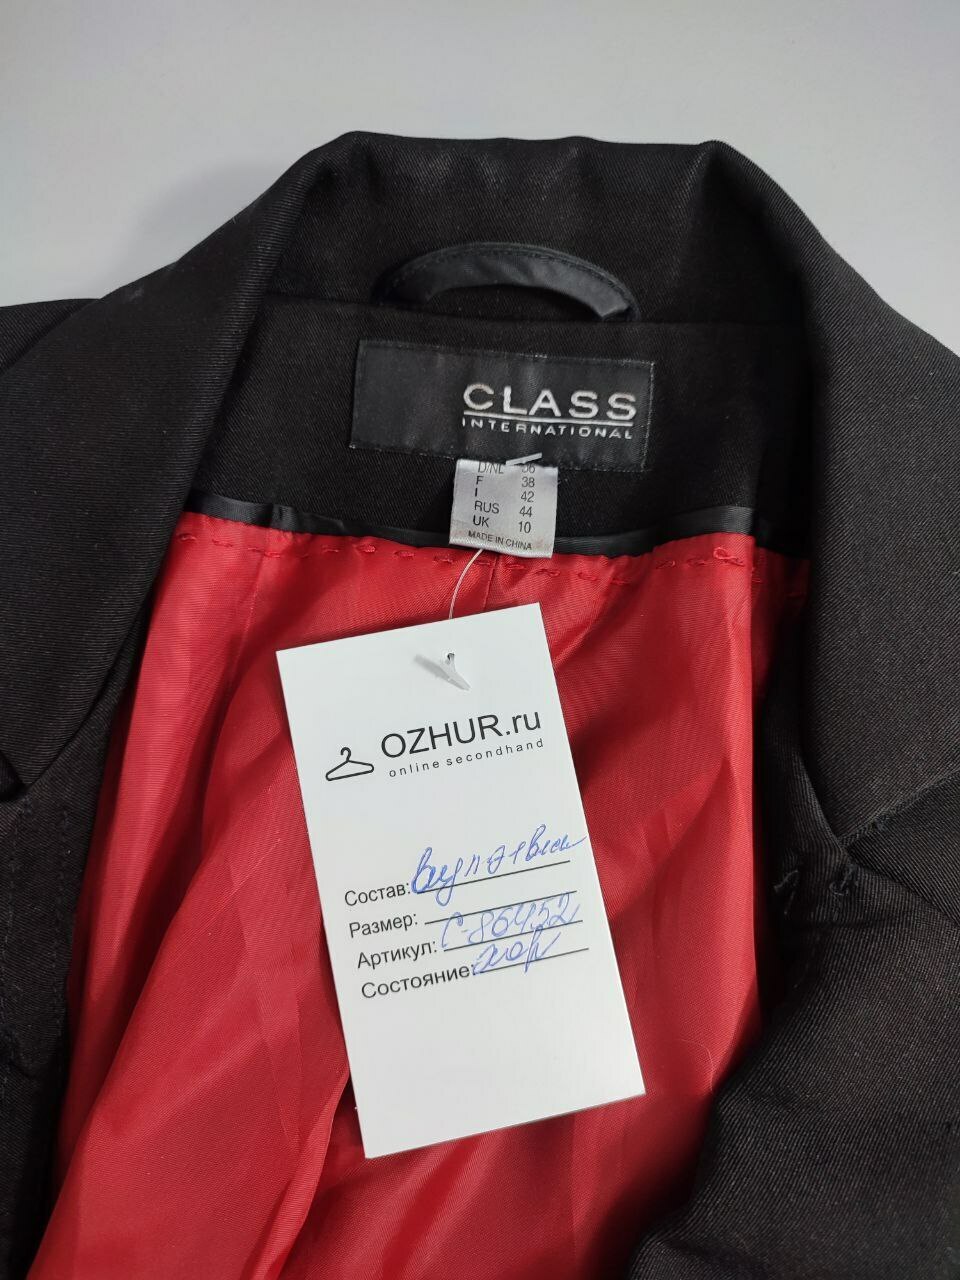 CLASS
INTERNATIONAL
D/NL 36
F 38
I 42
RUS 44
UK 10
MADE IN CHINA
OZHUR.ru
online secondhand
Состав:
Размер:
Артикул: С-86452
Состояние: хор